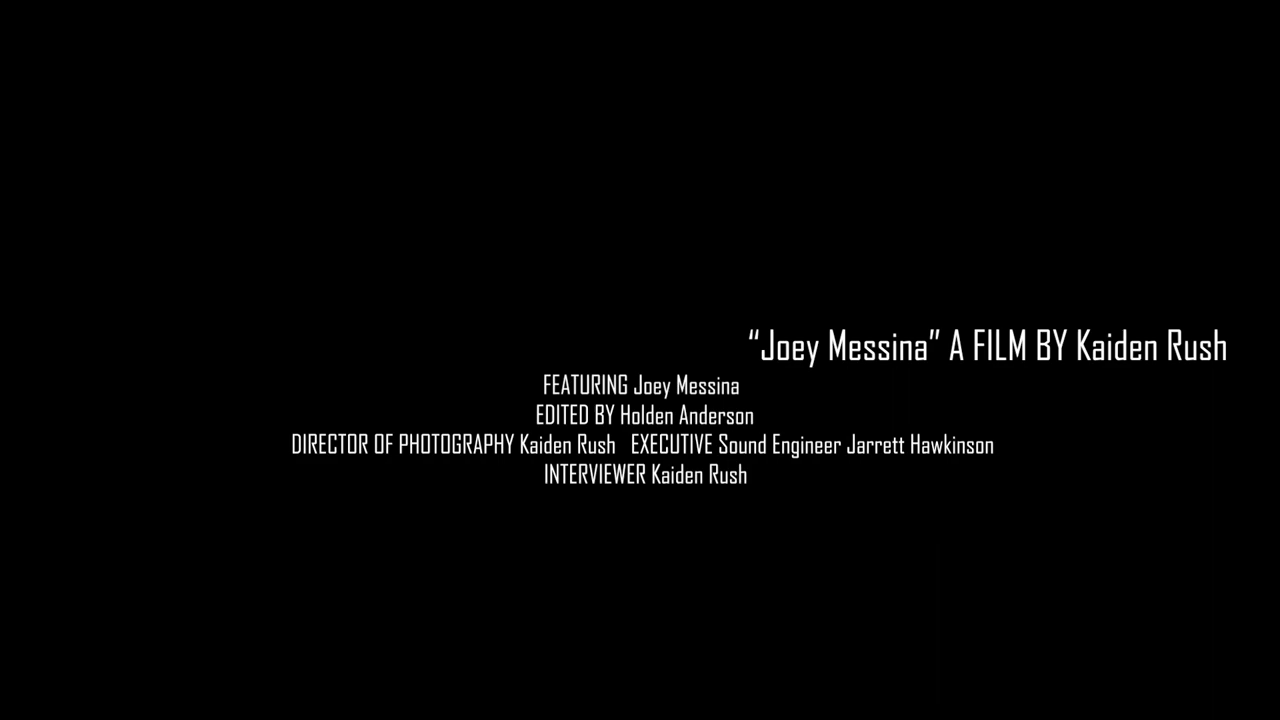 “Joey Messina” A FILM BY Kaiden Rush
FEATURING Joey Messina
EDITED BY Holden Anderson
DIRECTOR OF PHOTOGRAPHY Kaiden Rush EXECUTIVE Sound Engineer Jarrett Hawkinson
INTERVIEWER Kaiden Rush